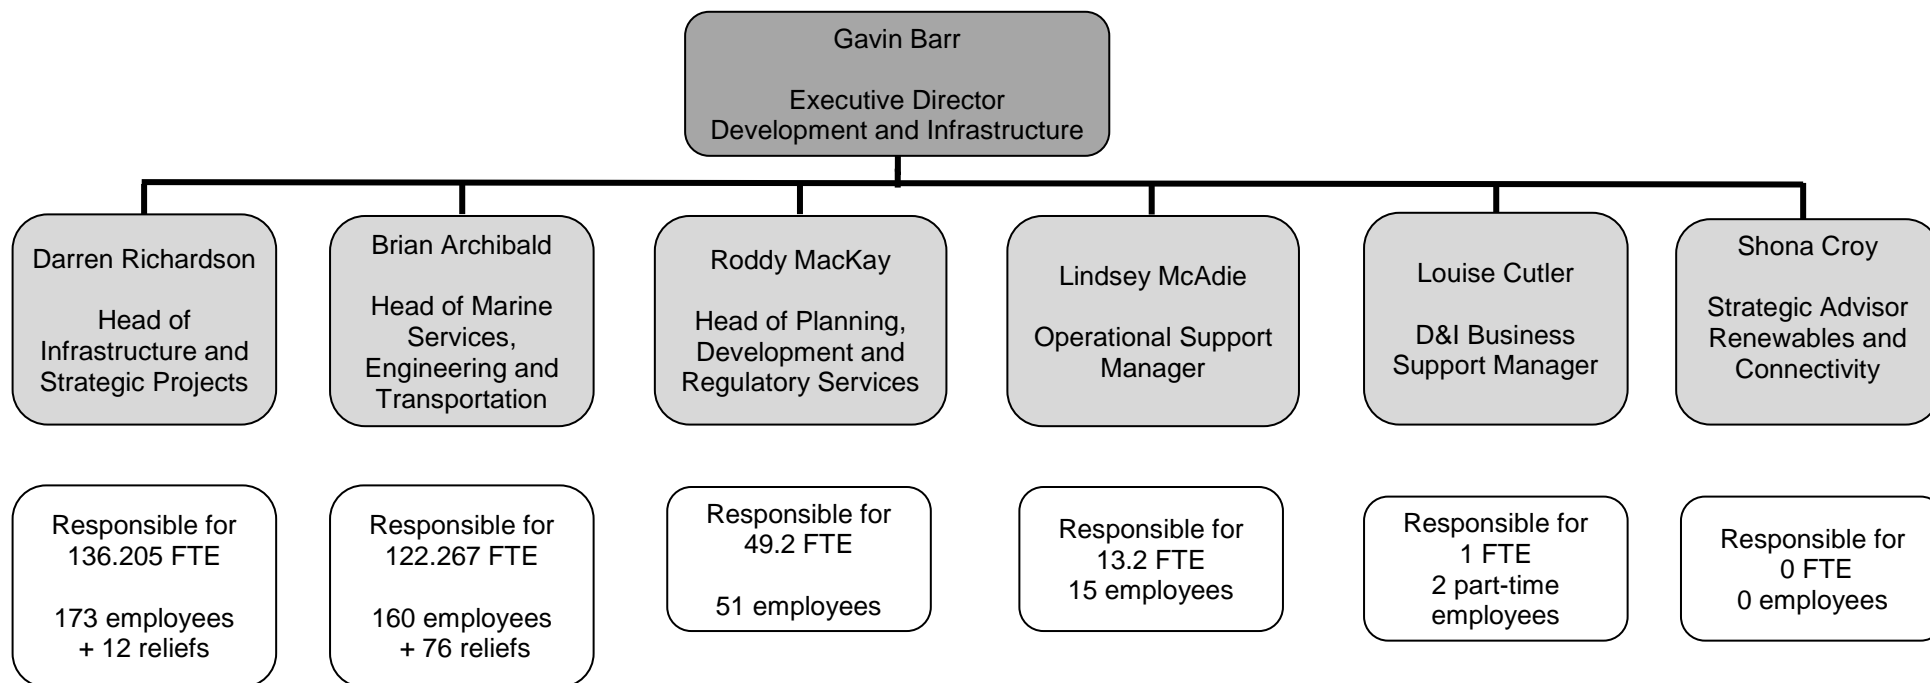 Gavin Barr
Executive Director
Development and Infrastructure
Darren Richardson
Head of
Infrastructure and
Strategic Projects
Brian Archibald
Head of Marine
Services,
Engineering and
Transportation
Roddy MacKay
Head of Planning,
Development and
Regulatory Services
Lindsey McAdie
Operational Support
Manager
Louise Cutler
D&I Business
Support Manager
Shona Croy
Strategic Advisor
Renewables and
Connectivity
Responsible for
136.205 FTE
173 employees
+ 12 reliefs
Responsible for
122.267 FTE
160 employees
+ 76 reliefs
Responsible for
49.2 FTE
51 employees
Responsible for
13.2 FTE
15 employees
Responsible for
1 FTE
2 part-time
employees
Responsible for
0 FTE
0 employees